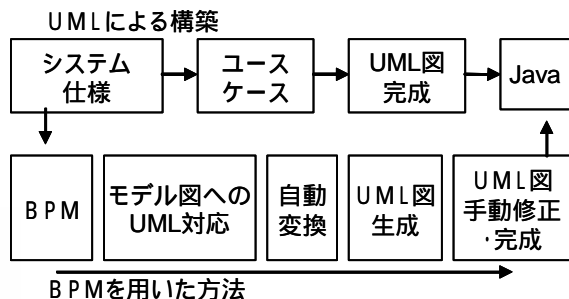 UMLによる構築
システム
仕様
ユース
ケース
UML図
完成
Java
BPM
モデル図への
UML対応
自動
変換
UML図
生成
UML図
手動修正
・完成
BPMを用いた方法